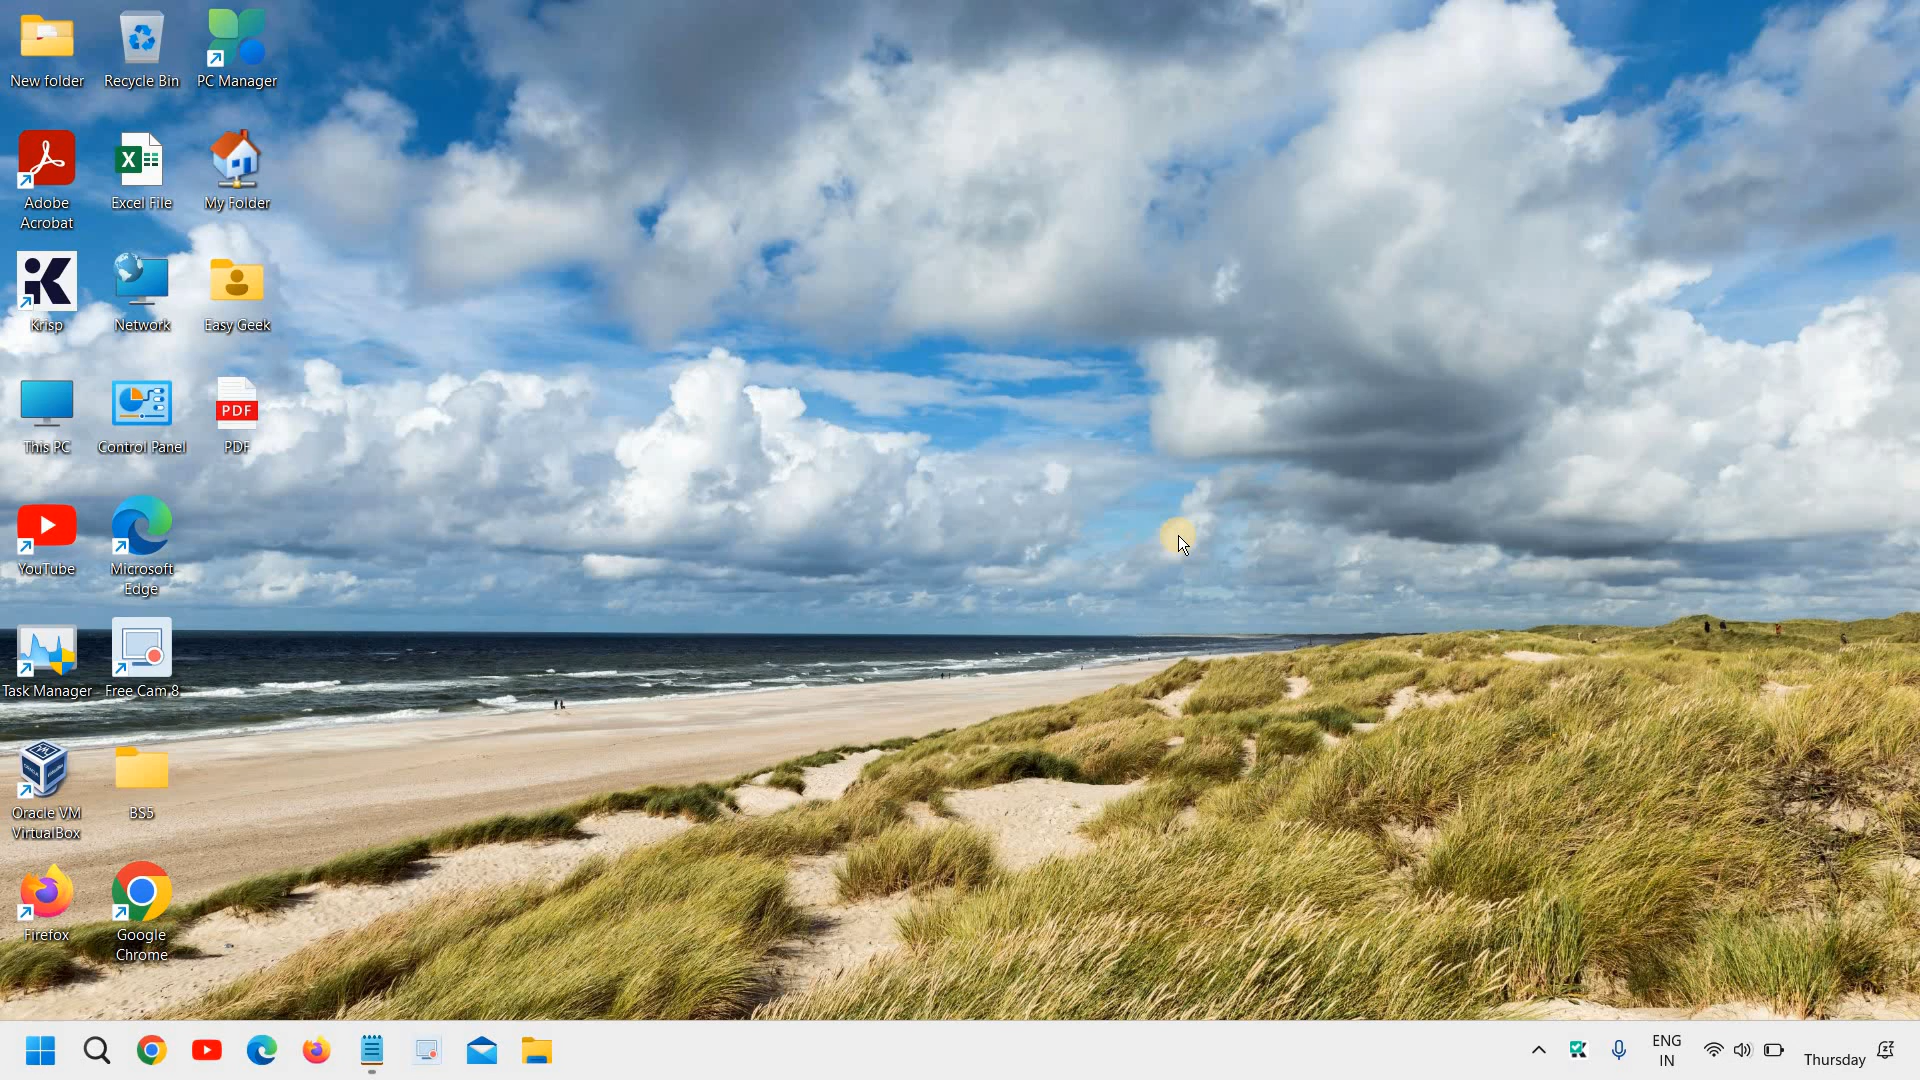 New folder
Recycle Bin
PC Manager
Adobe
Acrobat
Excel File
My Folder
Krisp
Network
Easy Geek
This PC
Control Panel
PDF
PDF
YouTube
Microsoft
Edge
Task Manager
Free Cam 8
Oracle VM
VirtualBox
BS5
Firefox
Google
Chrome
ENG
IN
Thursday